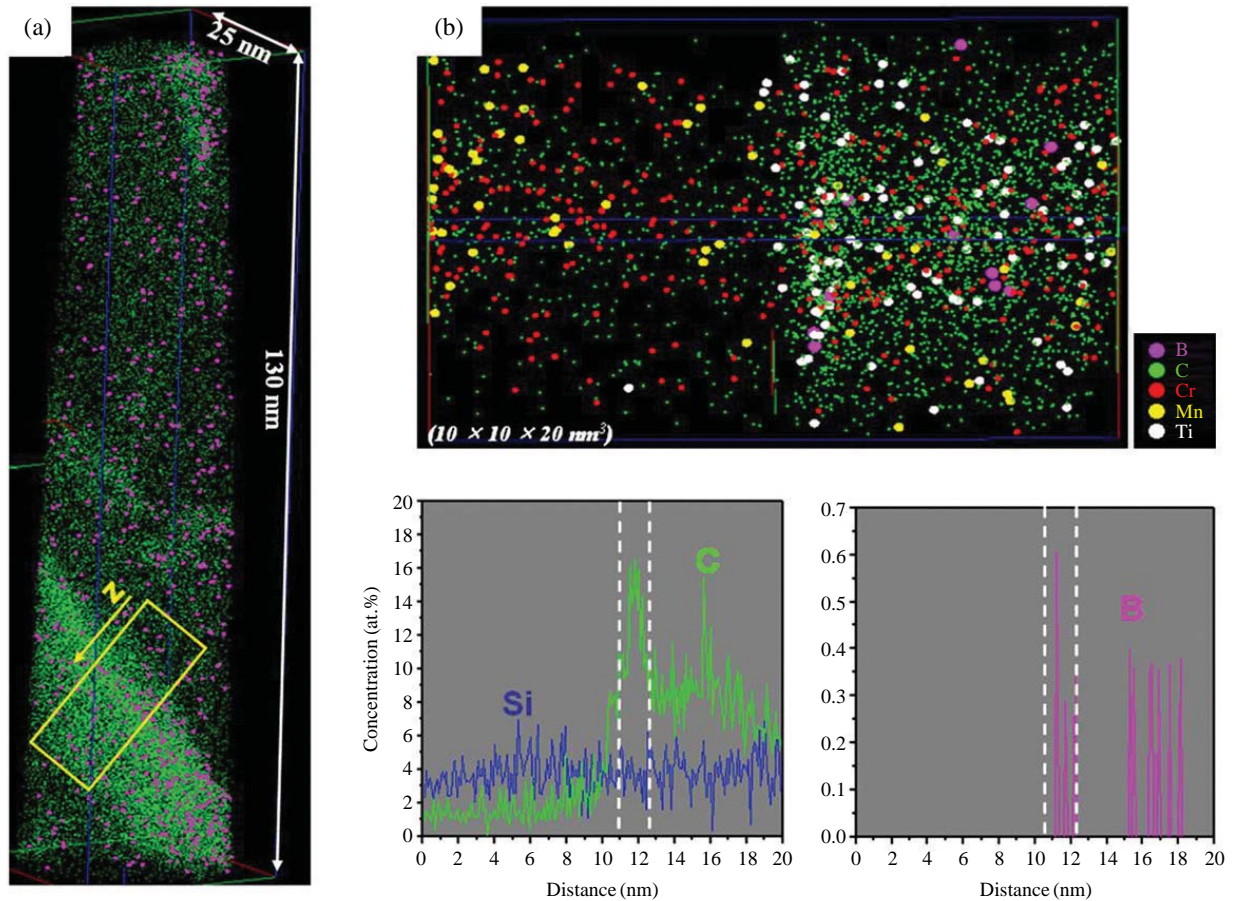 (a)
25 nm
130 nm
N
(b)
(10 × 10 × 20 nm³)
B
C
Cr
Mn
Ti
Concentration (at.%)
20
18
16
14
12
10
8
6
4
2
0
Si
C
0 2 4 6 8 10 12 14 16 18 20
Distance (nm)
0.7
0.6
0.5
0.4
0.3
0.2
0.1
0.0
B
0 2 4 6 8 10 12 14 16 18 20
Distance (nm)